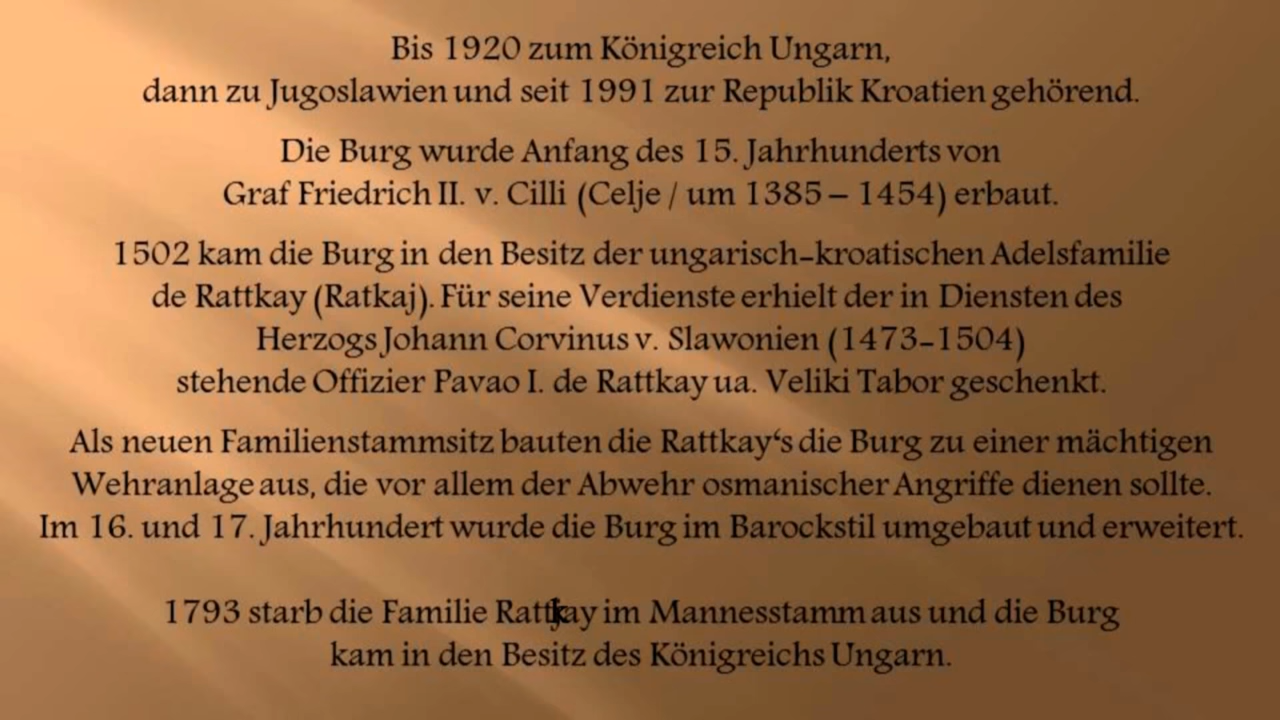 Bis 1920 zum Königreich Ungarn,
dann zu Jugoslawien und seit 1991 zur Republik Kroatien gehörend.
Die Burg wurde Anfang des 15. Jahrhunderts von
Graf Friedrich II. v. Cilli (Celje / um 1385 – 1454) erbaut.
1502 kam die Burg in den Besitz der ungarisch-kroatischen Adelsfamilie
de Rattkay (Ratkaj). Für seine Verdienste erhielt der in Diensten des
Herzogs Johann Corvinus v. Slawonien (1473-1504)
stehende Offizier Pavao I. de Rattkay ua. Veliki Tabor geschenkt.
Als neuen Familienstammsitz bauten die Rattkay‘s die Burg zu einer mächtigen
Wehranlage aus, die vor allem der Abwehr osmanischer Angriffe dienen sollte.
Im 16. und 17. Jahrhundert wurde die Burg im Barockstil umgebaut und erweitert.
1793 starb die Familie Rattkay im Mannesstamm aus und die Burg
kam in den Besitz des Königreichs Ungarn.